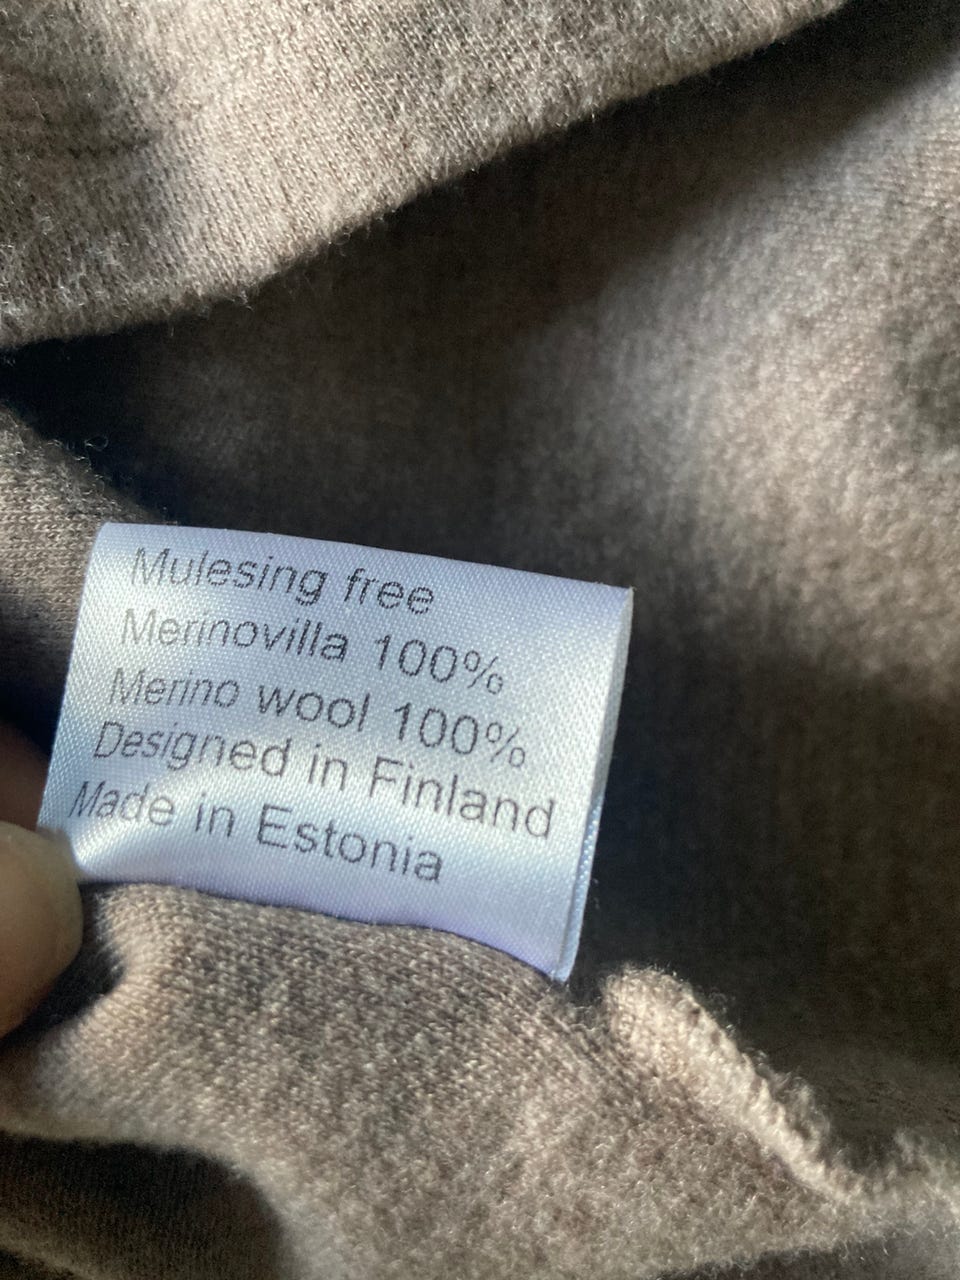 Mulesing free
Merinovilla 100%
Merino wool 100%
Designed in Finland
Made in Estonia